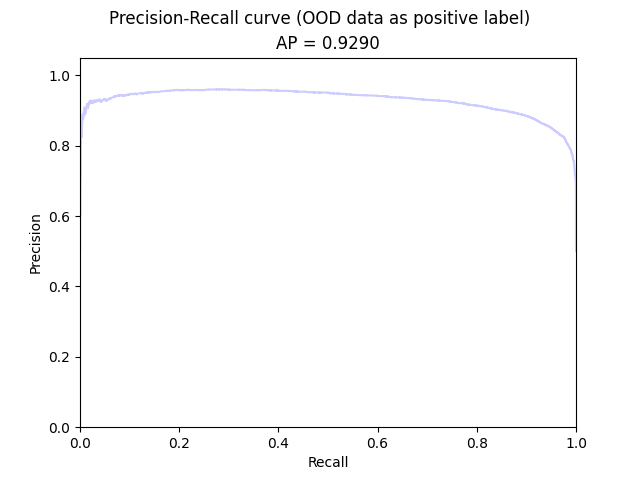 Precision-Recall curve (OOD data as positive label)
AP = 0.9290
1.0
0.8
0.6
0.4
0.2
0.0
Precision
0.0 0.2 0.4 0.6 0.8 1.0
Recall